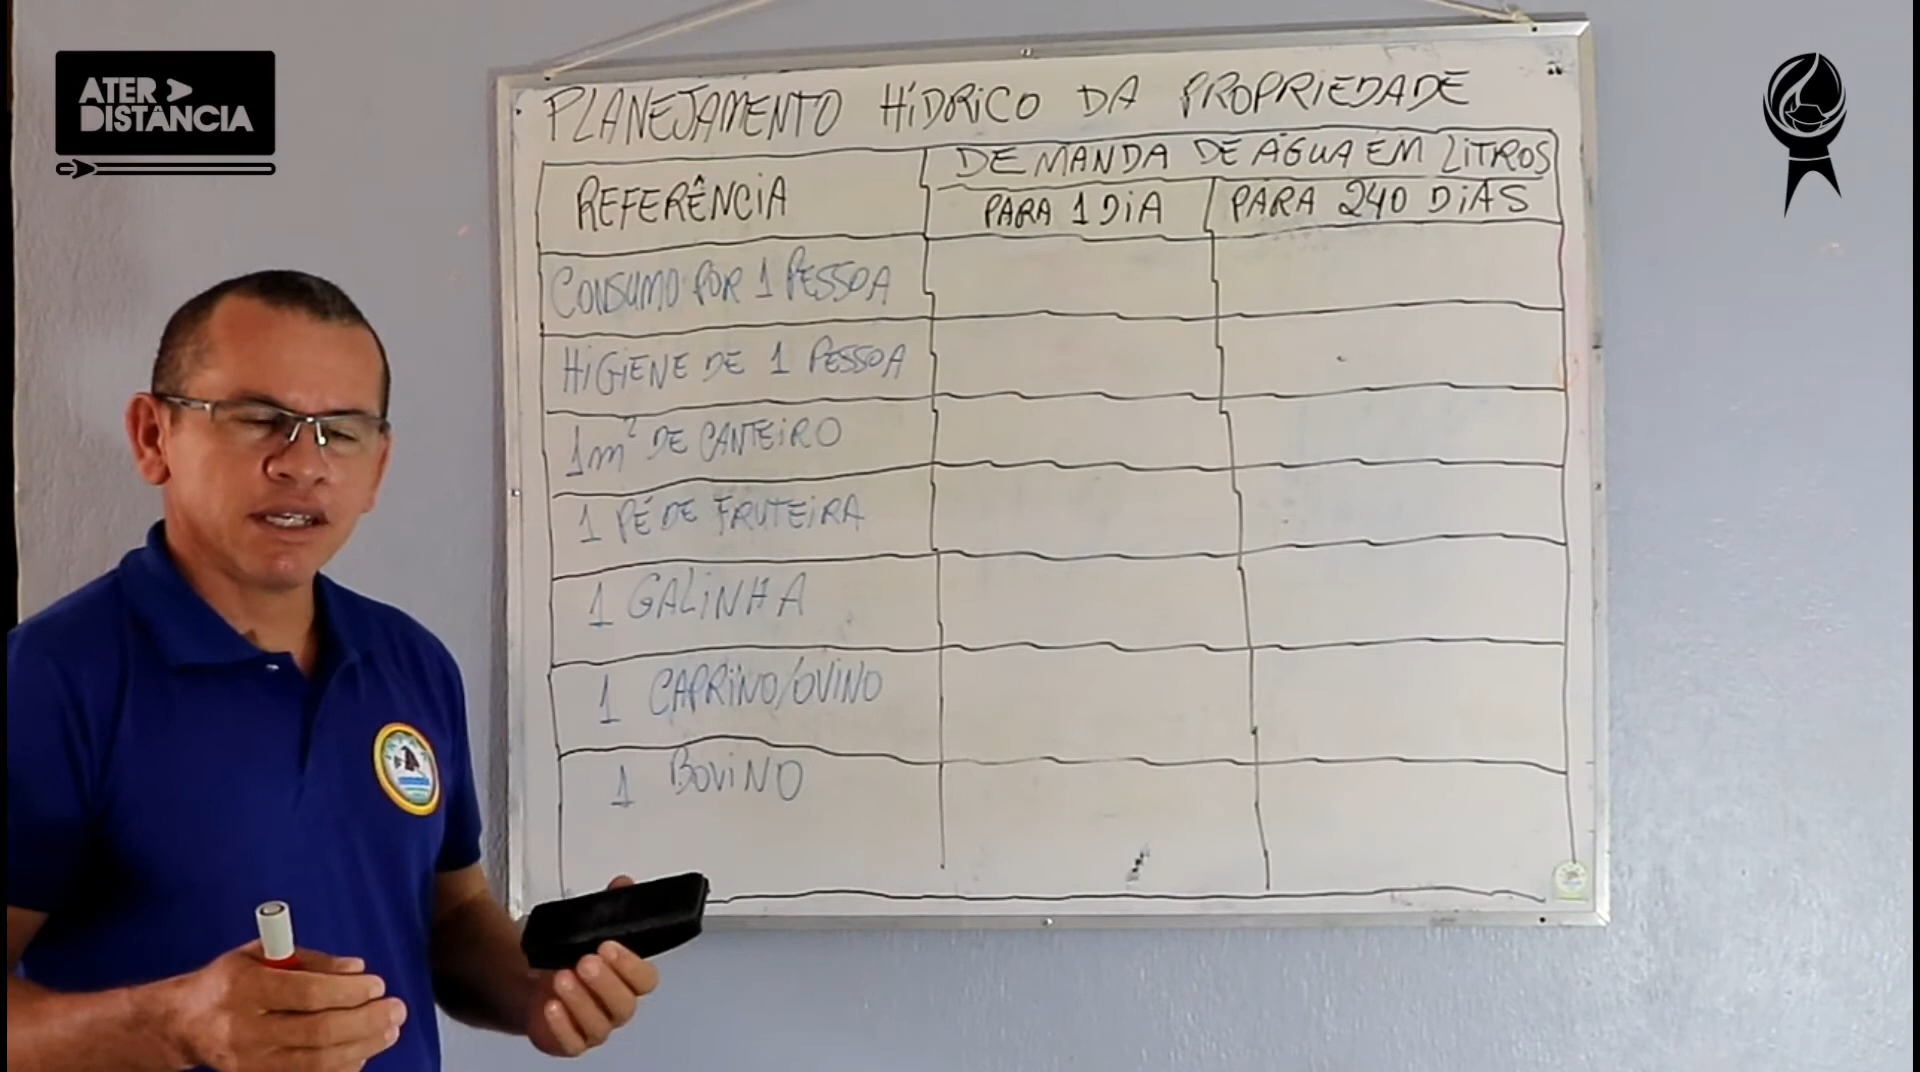 ATER
DISTÂNCIA
PLANEJAMENTO HÍDRICO DA PROPRIEDADE
REFERÊNCIA
DEMANDA DE ÁGUA EM LITROS
PARA 1 DIA
PARA 240 DIAS
CONSUMO POR 1 PESSOA
HIGIENE DE 1 PESSOA
1m² DE CANTEIRO
1 PÉ DE FRUTEIRA
1 GALINHA
1 CAPRINO/OVINO
1 BOVINO